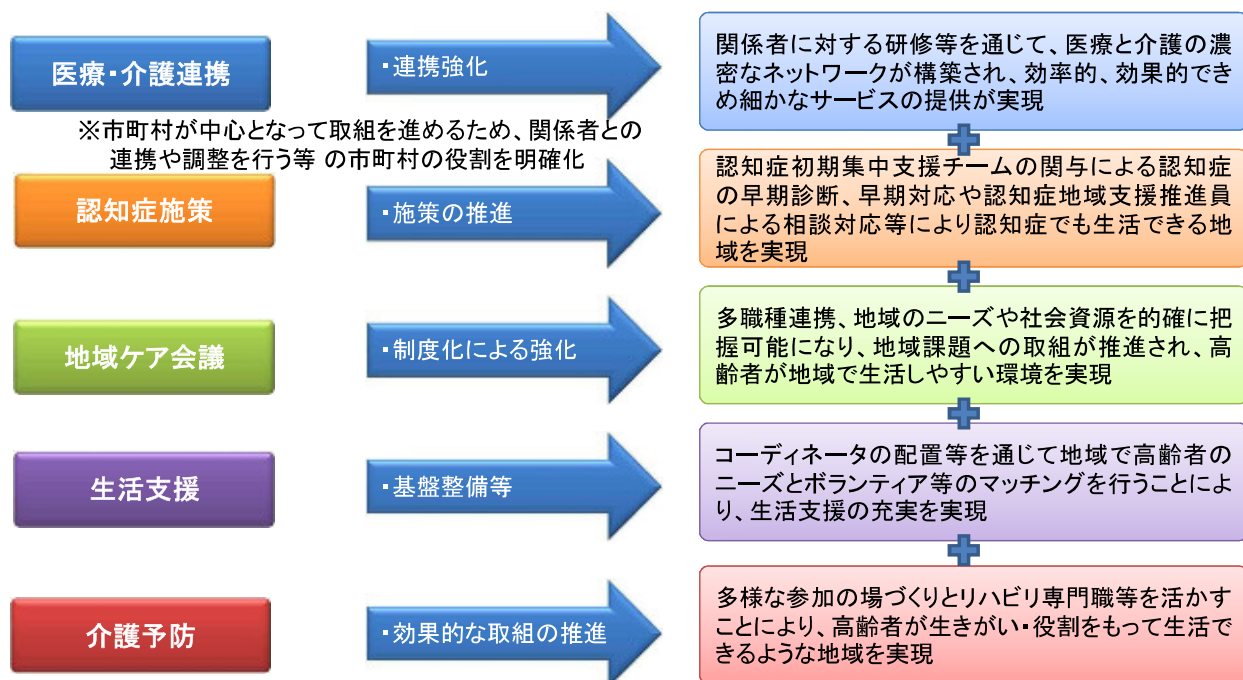 医療・介護連携
・連携強化
関係者に対する研修等を通じて、医療と介護の濃
密なネットワークが構築され、効率的、効果的でき
め細かなサービスの提供が実現
※市町村が中心となって取組を進めるため、関係者との
連携や調整を行う等 の市町村の役割を明確化
認知症施策
・施策の推進
認知症初期集中支援チームの関与による認知症
の早期診断、早期対応や認知症地域支援推進員
による相談対応等により認知症でも生活できる地
域を実現
地域ケア会議
・制度化による強化
多職種連携、地域のニーズや社会資源を的確に把
握可能になり、地域課題への取組が推進され、高
齢者が地域で生活しやすい環境を実現
生活支援
・基盤整備等
コーディネータの配置等を通じて地域で高齢者の
ニーズとボランティア等のマッチングを行うことによ
り、生活支援の充実を実現
介護予防
・効果的な取組の推進
多様な参加の場づくりとリハビリ専門職等を活かす
ことにより、高齢者が生きがい・役割をもって生活で
きるような地域を実現